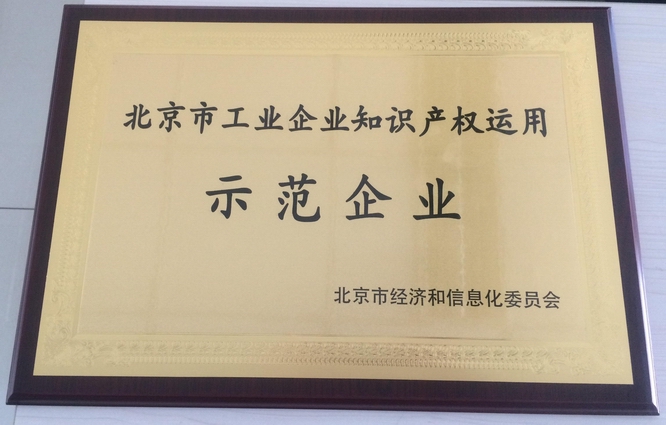 北京市工业企业知识产权运用
示范企业
北京市经济和信息化委员会